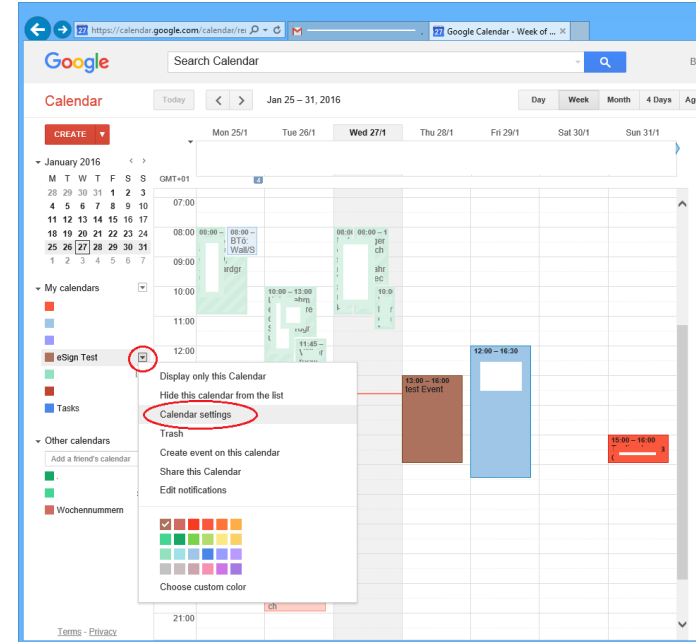 https://calendar.google.com/calendar/rei
Google Calendar - Week of ... ×
Google
Search Calendar
Calendar
Today
Jan 25 – 31, 2016
Day Week Month 4 Days Ag
CREATE
Mon 25/1 Tue 26/1 Wed 27/1 Thu 28/1 Fri 29/1 Sat 30/1 Sun 31/1
January 2016
M T W T F S S
28 29 30 31 1 2 3
4 5 6 7 8 9 10
11 12 13 14 15 16 17
18 19 20 21 22 23 24
25 26 27 28 29 30 31
1 2 3 4 5 6 7
GMT+01
07:00
08:00
09:00
10:00
11:00
12:00
21:00
08:00 –
08:00 –
BTö:
Wall/S
ardgr
10:00 – 13:00
11:45 –
08:00 – 1
12:00 – 16:30
13:00 – 16:00
test Event
15:00 – 16:00
My calendars
eSign Test
Tasks
Other calendars
Add a friend's calendar
Wochennummern
Display only this Calendar
Hide this calendar from the list
Calendar settings
Trash
Create event on this calendar
Share this Calendar
Edit notifications
Choose custom color
ch
Terms - Privacy